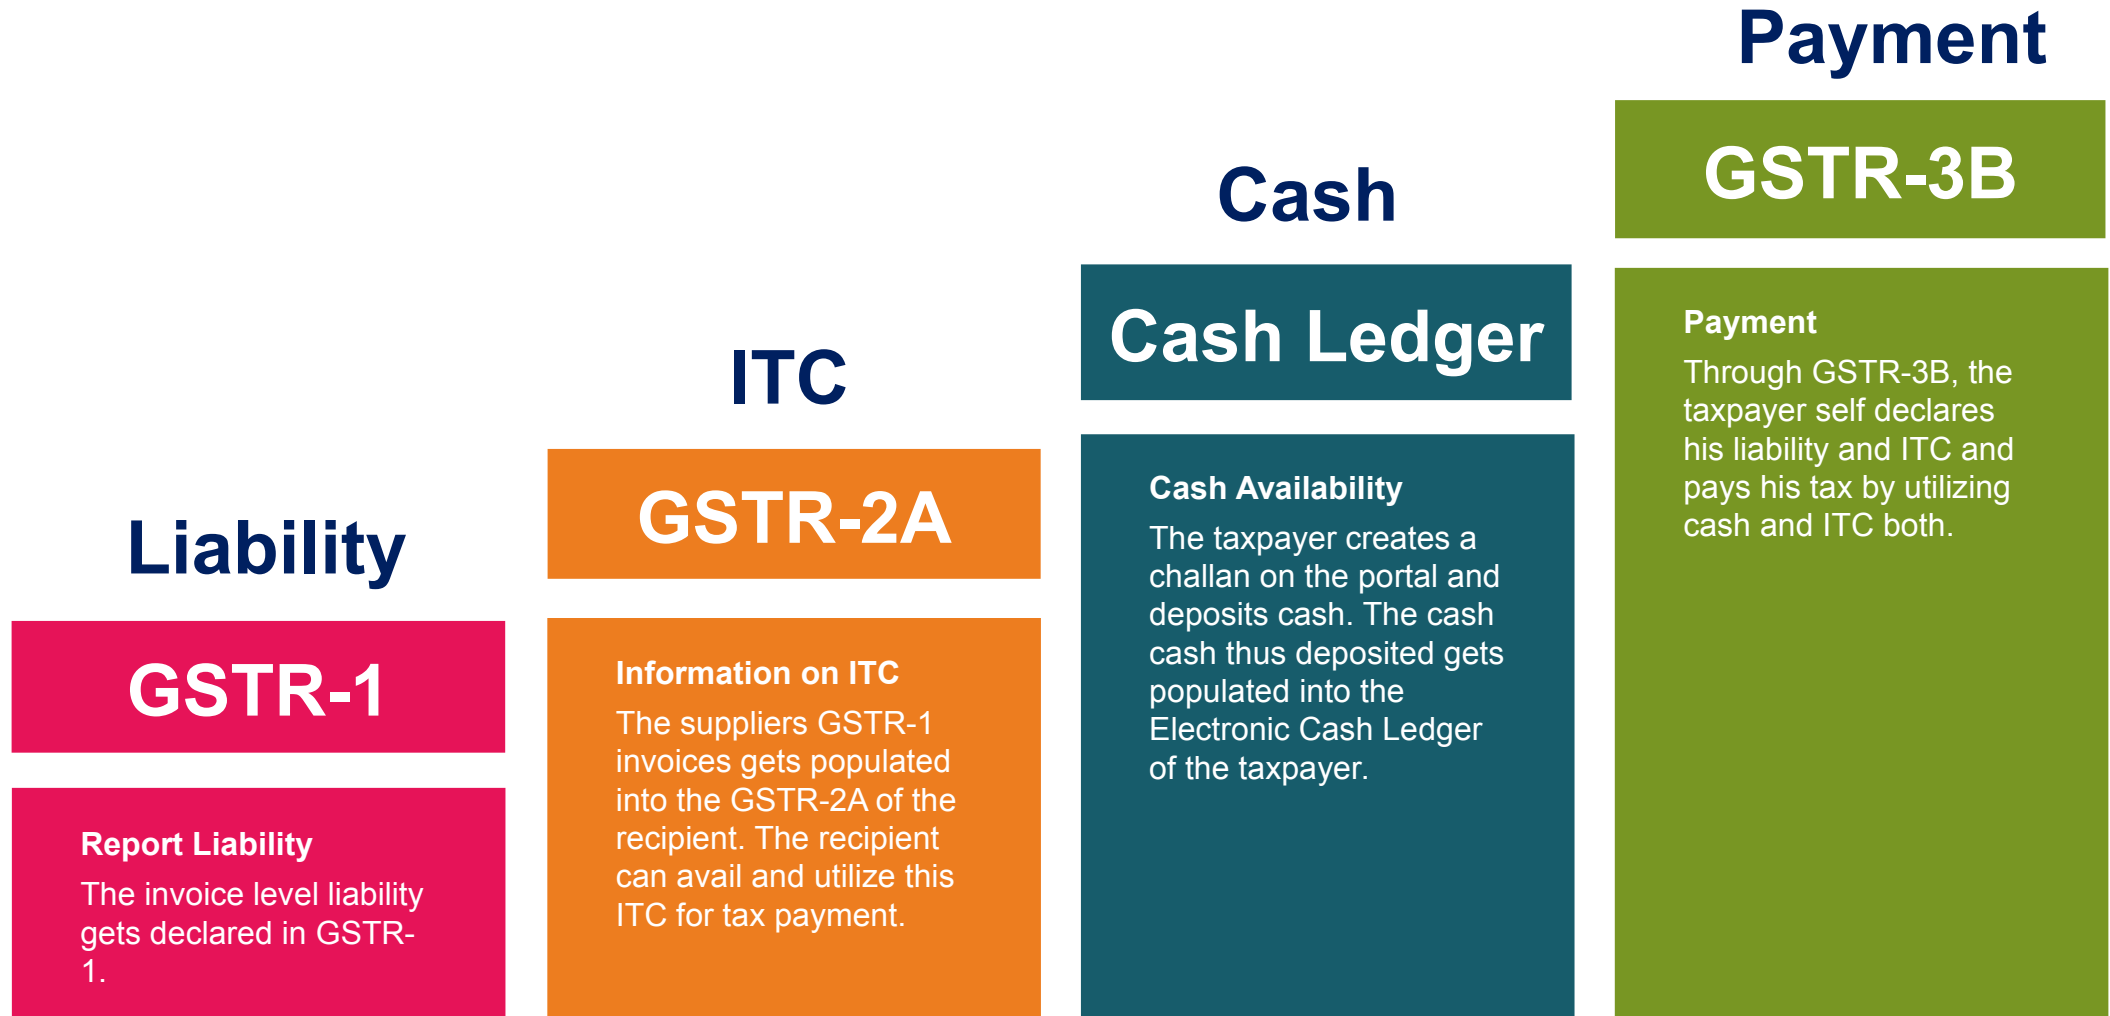 Liability
GSTR-1
Report Liability
The invoice level liability
gets declared in GSTR-
1.
ITC
GSTR-2A
Information on ITC
The suppliers GSTR-1
invoices gets populated
into the GSTR-2A of the
recipient. The recipient
can avail and utilize this
ITC for tax payment.
Cash
Cash Ledger
Cash Availability
The taxpayer creates a
challan on the portal and
deposits cash. The cash
cash thus deposited gets
populated into the
Electronic Cash Ledger
of the taxpayer.
Payment
GSTR-3B
Payment
Through GSTR-3B, the
taxpayer self declares
his liability and ITC and
pays his tax by utilizing
cash and ITC both.